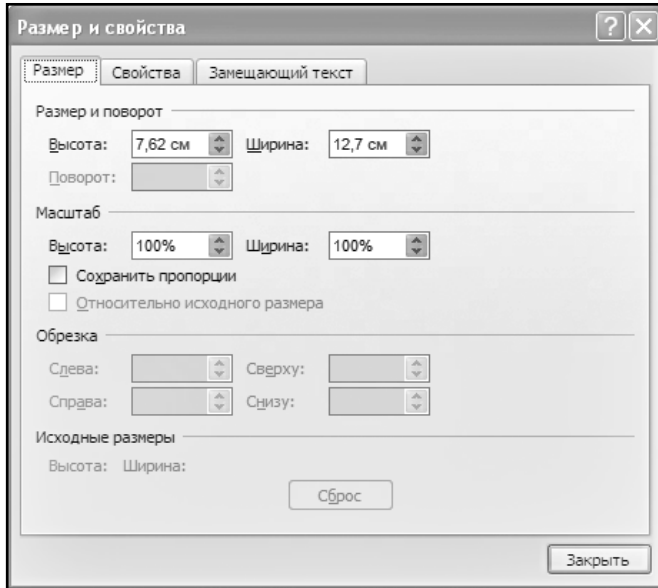 Размер и свойства
Размер Свойства Замещающий текст
Размер и поворот
Высота: 7,62 см Ширина: 12,7 см
Поворот:
Масштаб
Высота: 100% Ширина: 100%
Сохранить пропорции
Относительно исходного размера
Обрезка
Слева: Сверху:
Справа: Снизу:
Исходные размеры
Высота: Ширина:
Сброс
Закрыть